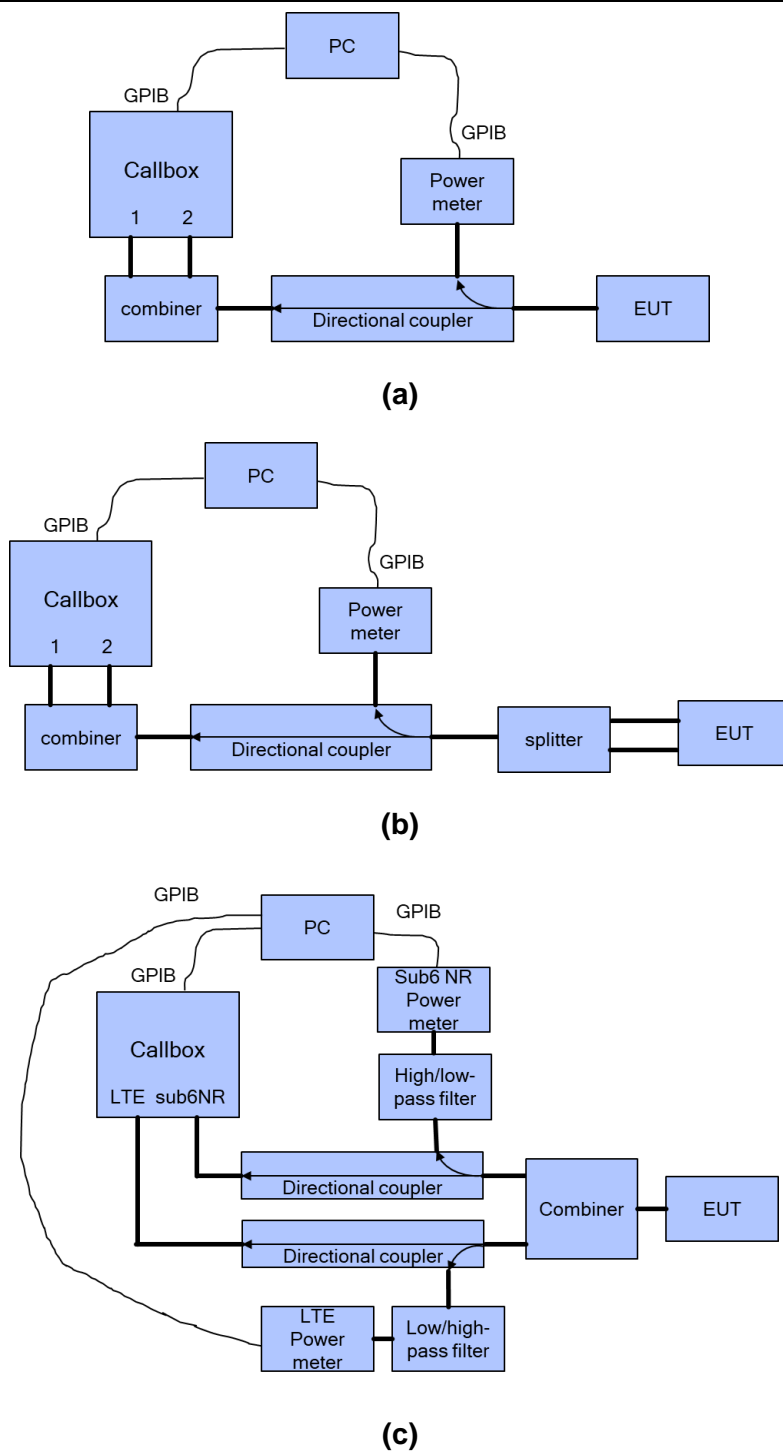 PC
GPIB
GPIB
Callbox
1 2
Power
meter
combiner
Directional coupler
EUT
(a)
PC
GPIB
GPIB
Callbox
1 2
Power
meter
combiner
Directional coupler
splitter
EUT
(b)
GPIB
PC
GPIB
GPIB
Sub6 NR
Power
meter
Callbox
LTE sub6NR
High/low-
pass filter
Directional coupler
Combiner
EUT
Directional coupler
LTE
Power
meter
Low/high-
pass filter
(c)